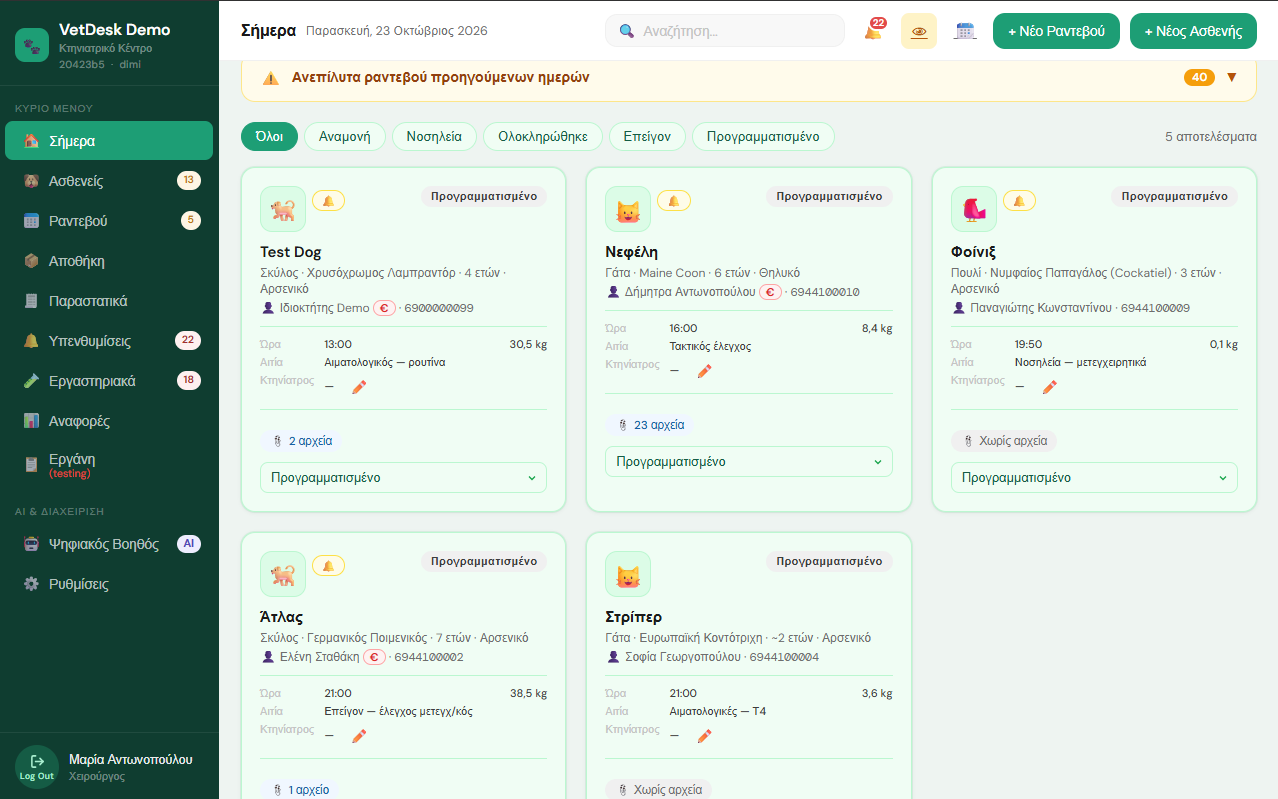 VetDesk Demo
Κτηνιατρικό Κέντρο
20423b5 · diml
ΚΥΡΙΟ ΜΕΝΟΥ
Σήμερα
Ασθενείς 13
Ραντεβού 5
Αποθήκη
Παραστατικά
Υπενθυμίσεις 22
Εργαστηριακά 18
Αναφορές
Εργάνη
(testing)
AI & ΔΙΑΧΕΙΡΙΣΗ
Ψηφιακός Βοηθός AI
Ρυθμίσεις
Log Out
Μαρία Αντωνοπούλου
Χειρούργος
Σήμερα Παρασκευή, 23 Οκτώβριος 2026
Αναζήτηση...
22
+ Νέο Ραντεβού
+ Νέος Ασθενής
Ανεπίλυτα ραντεβού προηγούμενων ημερών 40
Όλοι Αναμονή Νοσηλεία Ολοκληρώθηκε Επείγον Προγραμματισμένο 5 αποτελέσματα
Προγραμματισμένο
Test Dog
Σκύλος · Χρυσόχρωμος Λαμπραντόρ · 4 ετών ·
Αρσενικό
Ιδιοκτήτης Demo € · 6900000099
Ώρα 13:00 30,5 kg
Αιτία Αιματολογικός — ρουτίνα
Κτηνίατρος —
2 αρχεία
Προγραμματισμένο
Προγραμματισμένο
Νεφέλη
Γάτα · Maine Coon · 6 ετών · Θηλυκό
Δήμητρα Αντωνοπούλου € · 6944100010
Ώρα 16:00 8,4 kg
Αιτία Τακτικός έλεγχος
Κτηνίατρος —
23 αρχεία
Προγραμματισμένο
Προγραμματισμένο
Φοίνιξ
Πουλί · Νυμφαίος Παπαγάλος (Cockatiel) · 3 ετών ·
Αρσενικό
Παναγιώτης Κωνσταντίνου · 6944100009
Ώρα 19:50 0,1 kg
Αιτία Νοσηλεία — μετεγχειρητικά
Κτηνίατρος —
Χωρίς αρχεία
Προγραμματισμένο
Προγραμματισμένο
Άτλας
Σκύλος · Γερμανικός Ποιμενικός · 7 ετών · Αρσενικό
Ελένη Σταθάκη € · 6944100002
Ώρα 21:00 38,5 kg
Αιτία Επείγον — έλεγχος μετεγχ/κός
Κτηνίατρος —
1 αρχείο
Προγραμματισμένο
Στρίπερ
Γάτα · Ευρωπαϊκή Κοντότριχη · ~2 ετών · Αρσενικό
Σοφία Γεωργοπούλου · 6944100004
Ώρα 21:00 3,6 kg
Αιτία Αιματολογικές — T4
Κτηνίατρος —
Χωρίς αρχεία